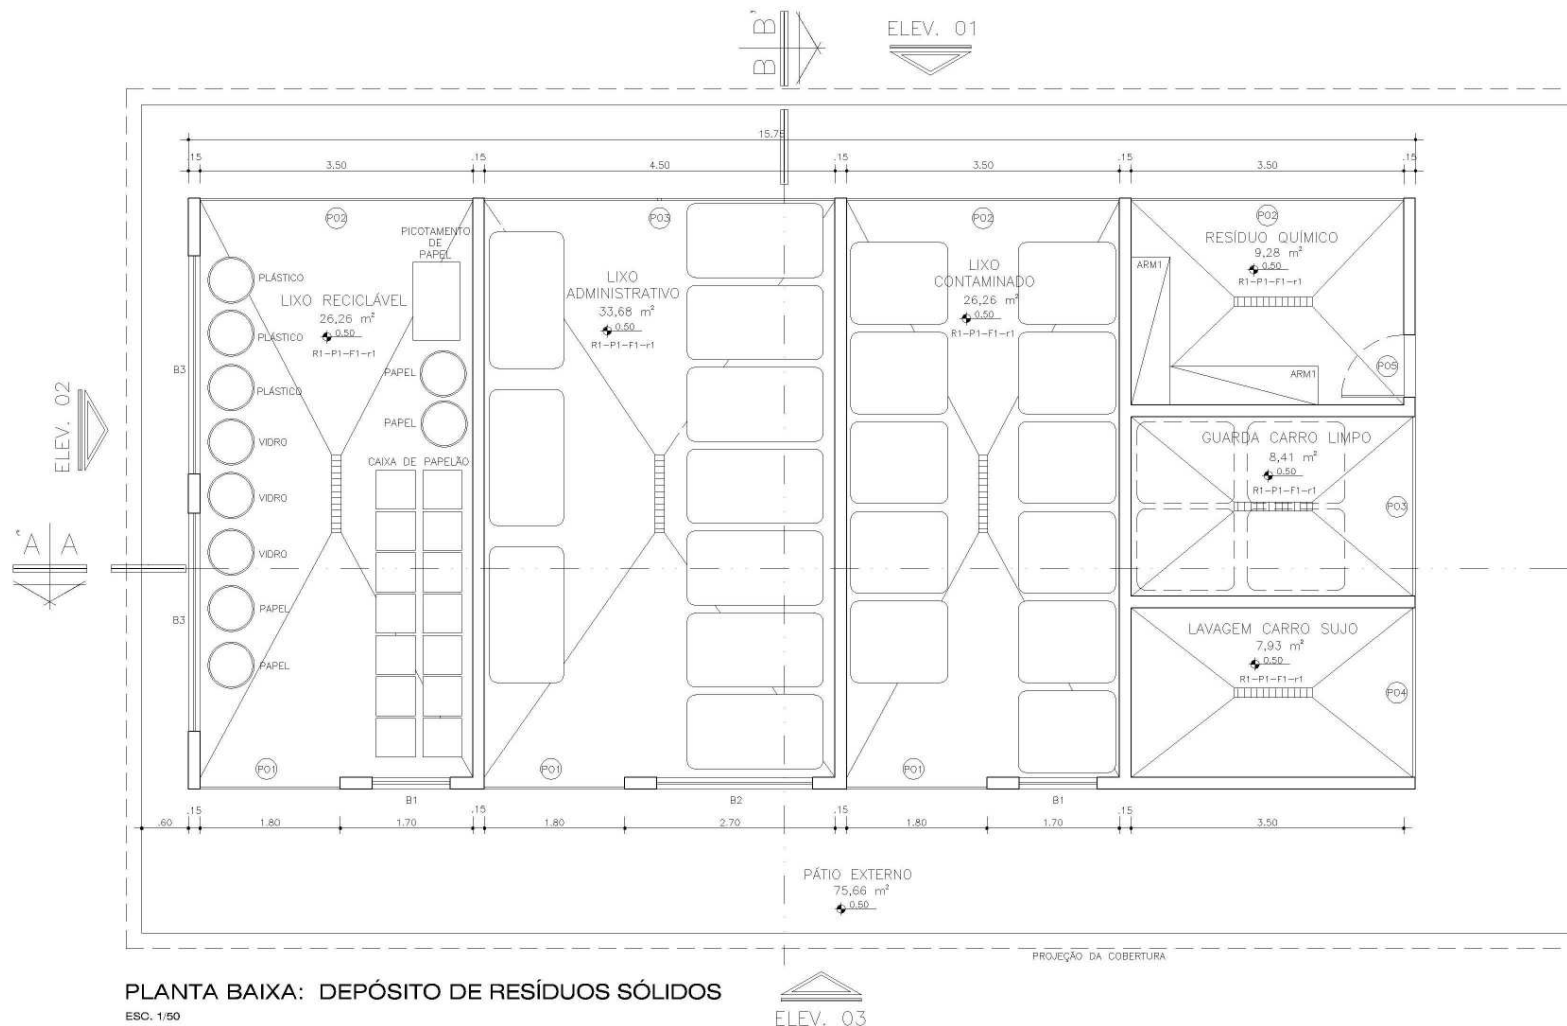 B B'
ELEV. 01
15.75
.15
3.50
.15
4.50
.15
3.50
.15
3.50
.15
P02
P03
P02
P02
PICOTAMENTO
DE
PAPEL
RESÍDUO QUÍMICO
9,28 m²
0.50
R1-P1-F1-r1
ARM1
ARM1
P05
PLÁSTICO
PLÁSTICO
PLÁSTICO
VIDRO
VIDRO
VIDRO
PAPEL
PAPEL
LIXO RECICLÁVEL
26,26 m²
0.50
R1-P1-F1-r1
PAPEL
PAPEL
CAIXA DE PAPELÃO
LIXO
ADMINISTRATIVO
33,68 m²
0.50
R1-P1-F1-r1
LIXO
CONTAMINADO
26,26 m²
0.50
R1-P1-F1-r1
B3
B3
ELEV. 02
'A A
GUARDA CARRO LIMPO
8,41 m²
0.50
R1-P1-F1-r1
P03
LAVAGEM CARRO SUJO
7,93 m²
0.50
R1-P1-F1-r1
P04
P01
P01
P01
B1
B2
B1
.60
.15
1.80
1.70
.15
1.80
2.70
.15
1.80
1.70
.15
3.50
PÁTIO EXTERNO
75,66 m²
0.50
PROJEÇÃO DA COBERTURA
PLANTA BAIXA: DEPÓSITO DE RESÍDUOS SÓLIDOS
ESC. 1/50
ELEV. 03